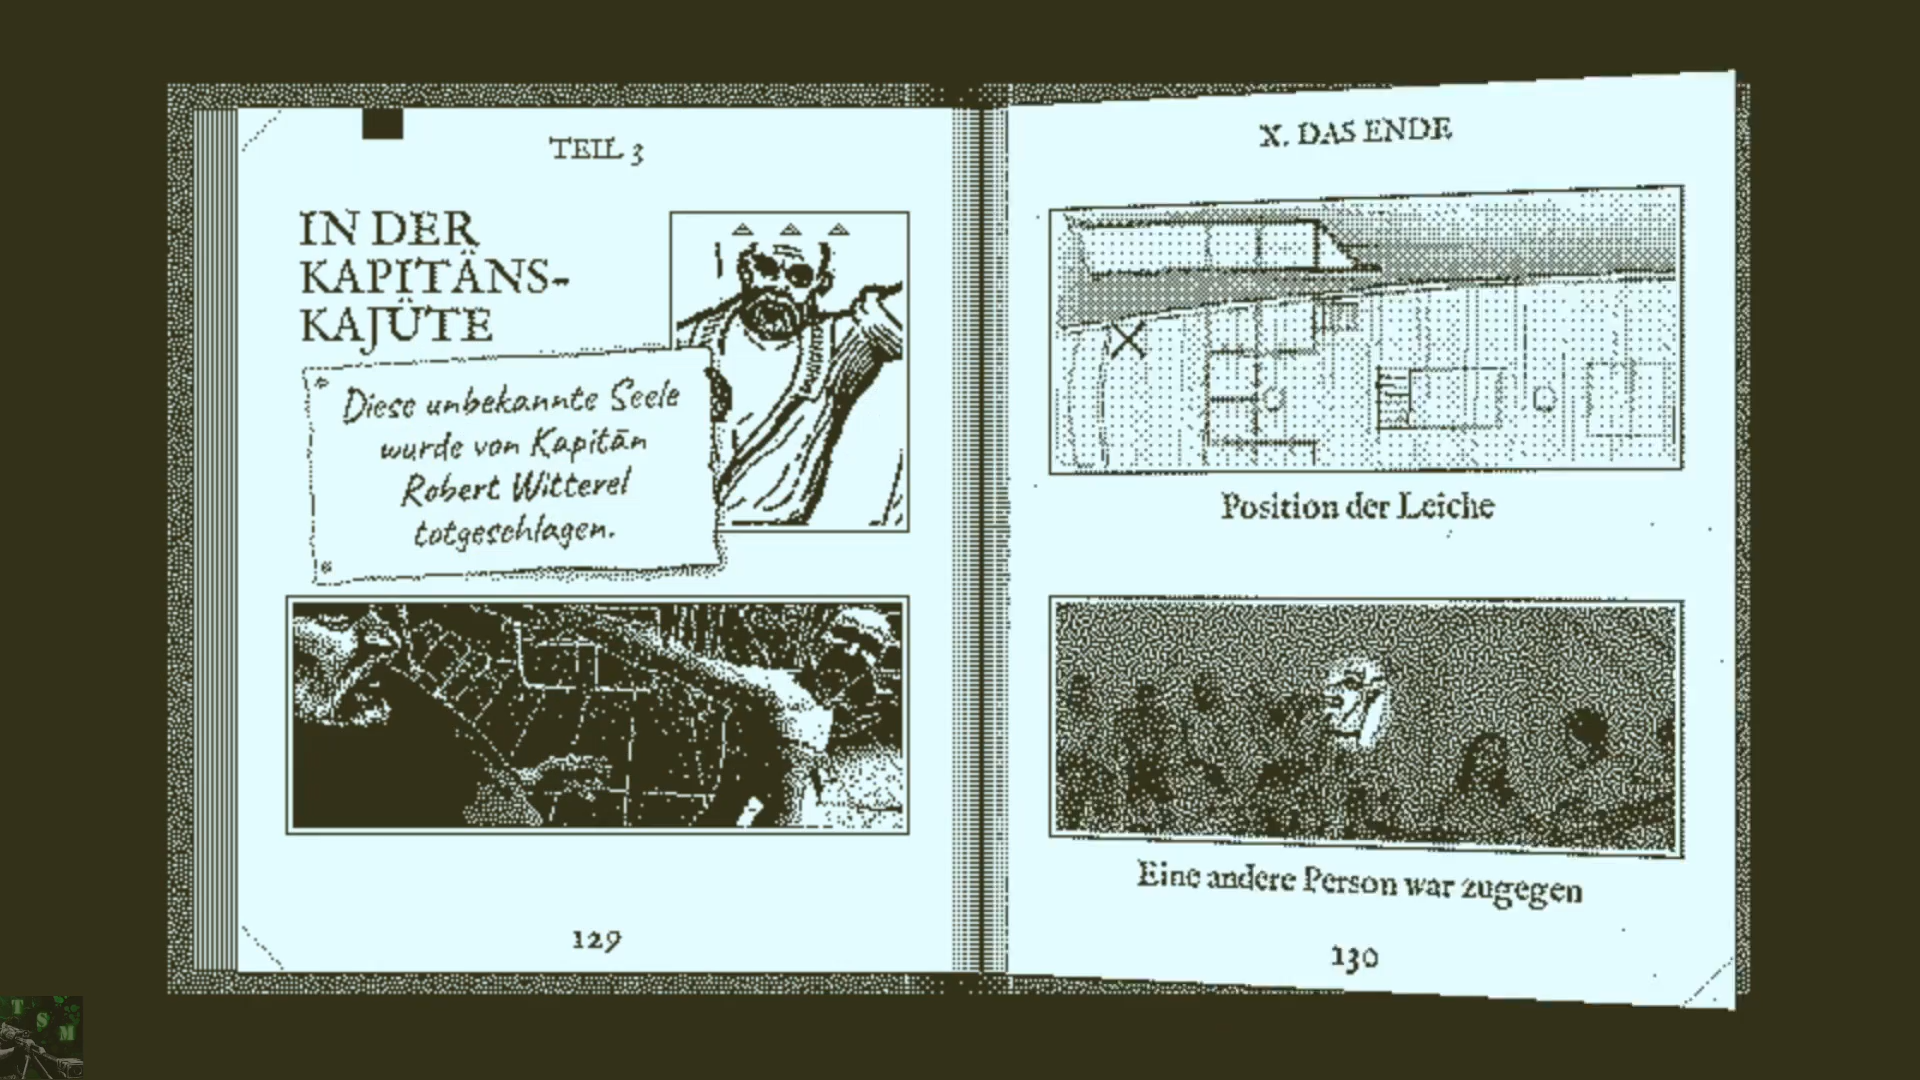 TEIL 3
IN DER
KAPITÄNS-
KAJÜTE
Diese unbekannte Seele
wurde von Kapitän
Robert Witterel
totgeschlagen.
129
X. DAS ENDE
Position der Leiche
Eine andere Person war zugegen
130
T
S
M